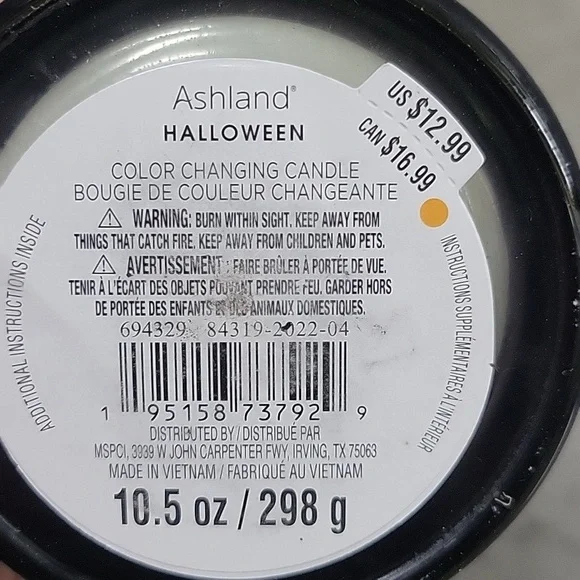 Ashland®
HALLOWEEN
US $12.99
CAN $16.99
COLOR CHANGING CANDLE
BOUGIE DE COULEUR CHANGEANTE
⚠ WARNING: BURN WITHIN SIGHT. KEEP AWAY FROM
THINGS THAT CATCH FIRE. KEEP AWAY FROM CHILDREN AND PETS.
⚠ AVERTISSEMENT : FAIRE BRÛLER À PORTÉE DE VUE.
TENIR À L'ÉCART DES OBJETS POUVANT PRENDRE FEU. GARDER HORS
DE PORTÉE DES ENFANTS ET DES ANIMAUX DOMESTIQUES.
694329 84319-2022-04
1 95158 73792 9
DISTRIBUTED BY / DISTRIBUÉ PAR
MSPCI, 3939 W JOHN CARPENTER FWY, IRVING, TX 75063
MADE IN VIETNAM / FABRIQUÉ AU VIETNAM
10.5 oz / 298 g
ADDITIONAL INSTRUCTIONS INSIDE
INSTRUCTIONS SUPPLÉMENTAIRES À L'INTÉRIEUR